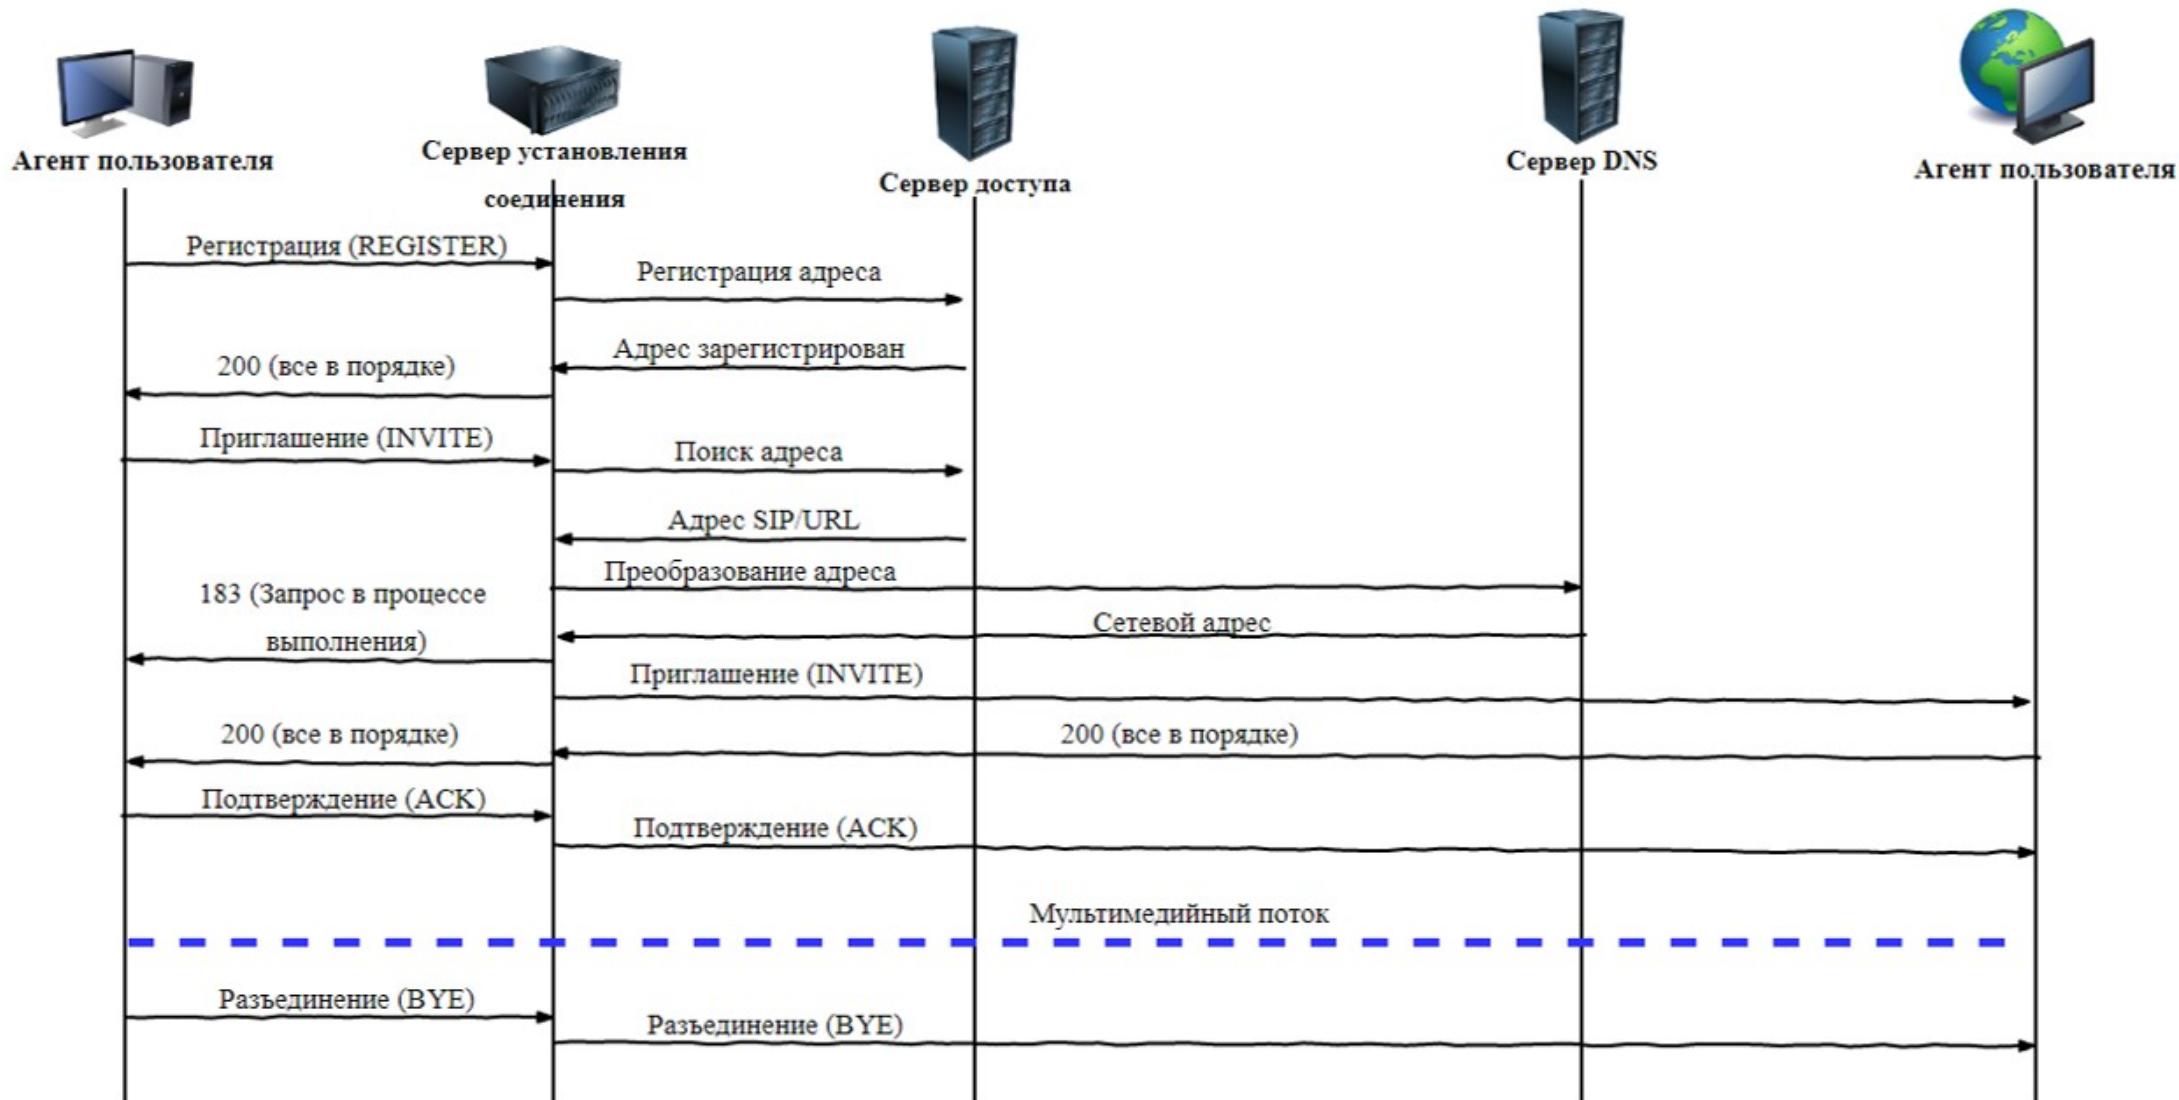 Агент пользователя
Сервер установления
соединения
Сервер доступа
Сервер DNS
Агент пользователя
Регистрация (REGISTER)
Регистрация адреса
Адрес зарегистрирован
200 (все в порядке)
Приглашение (INVITE)
Поиск адреса
Адрес SIP/URL
Преобразование адреса
183 (Запрос в процессе
выполнения)
Сетевой адрес
Приглашение (INVITE)
200 (все в порядке)
200 (все в порядке)
Подтверждение (ACK)
Подтверждение (ACK)
Мультимедийный поток
Разъединение (BYE)
Разъединение (BYE)